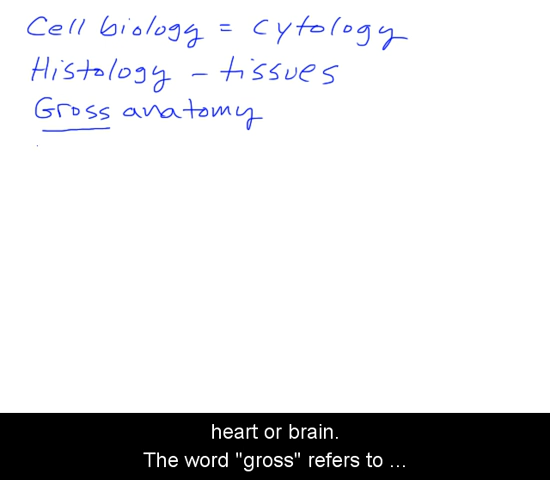 Cell biology = cytology
Histology - tissues
Gross anatomy
heart or brain.
The word "gross" refers to ...